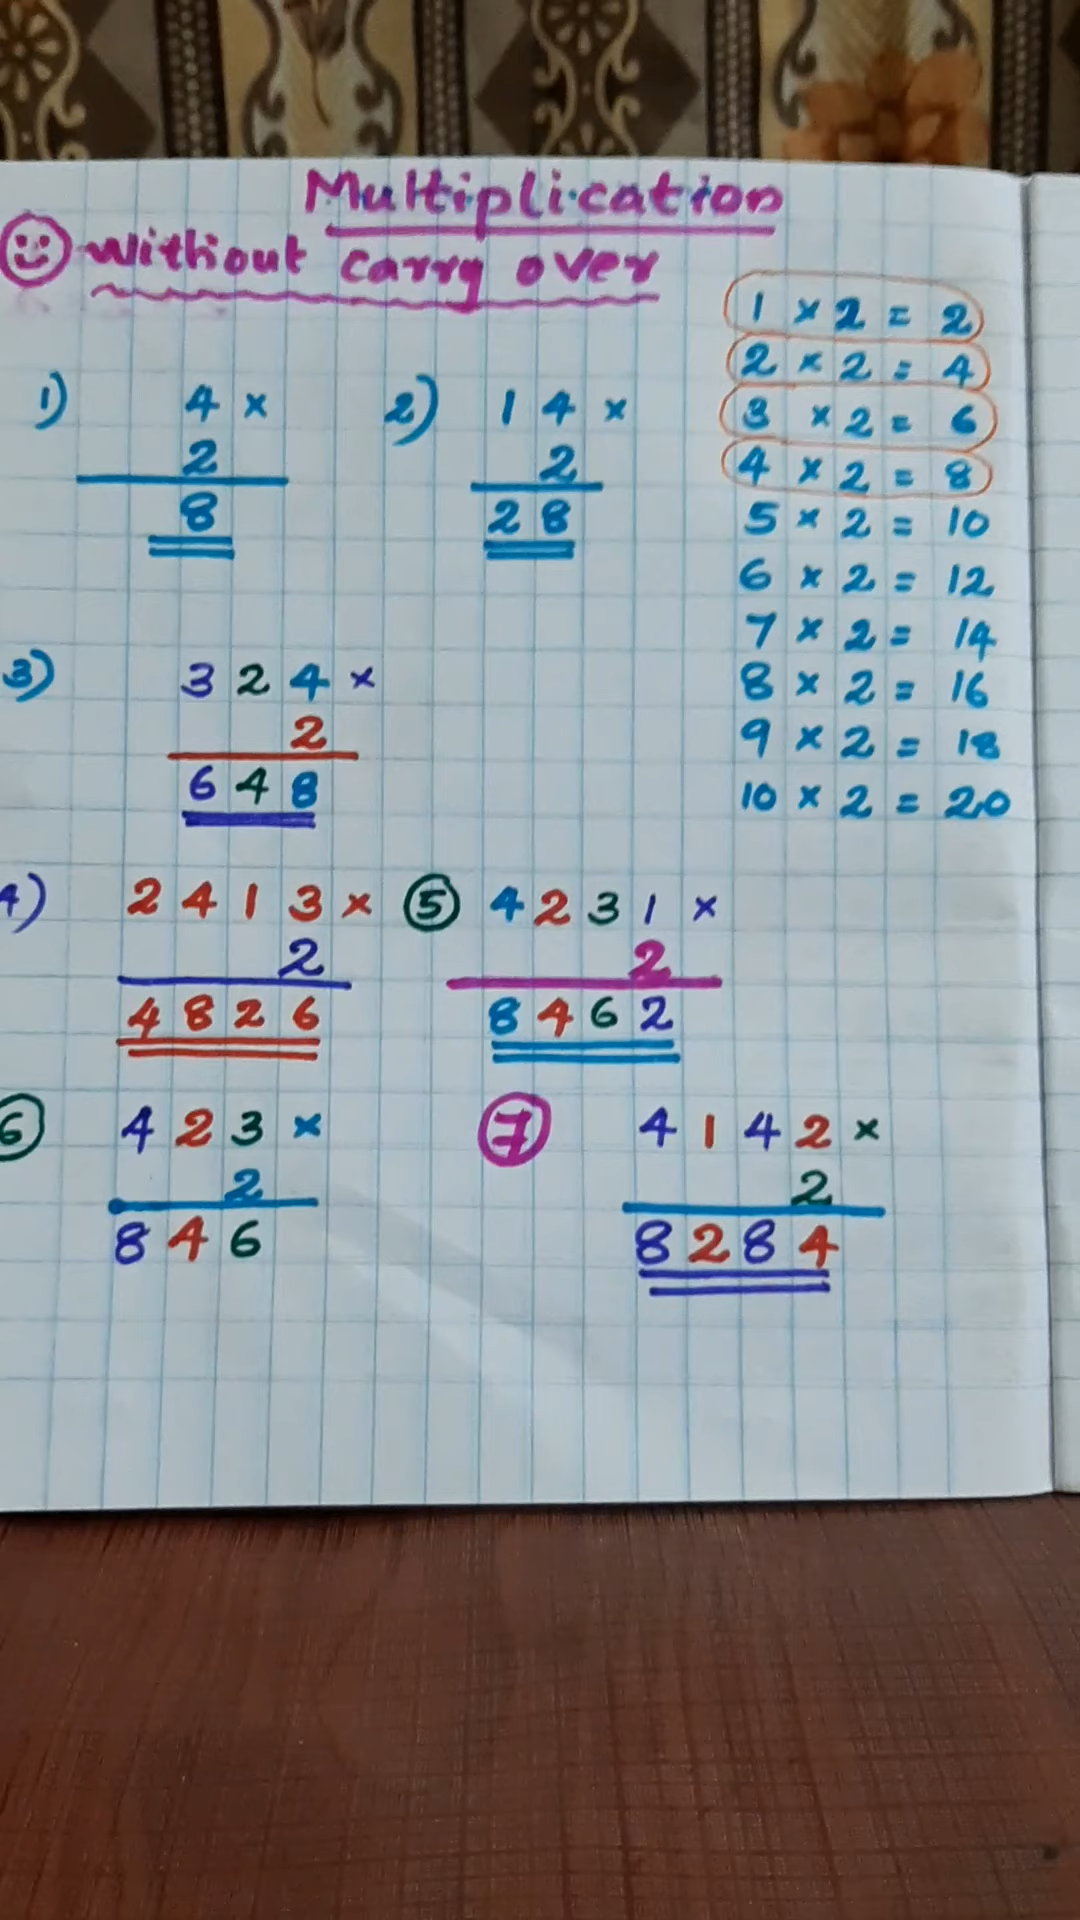 Multiplication
without carry over
1 × 2 = 2
2 × 2 = 4
3 × 2 = 6
4 × 2 = 8
5 × 2 = 10
6 × 2 = 12
7 × 2 = 14
8 × 2 = 16
9 × 2 = 18
10 × 2 = 20
1) 4 ×
2
8
2) 14 ×
2
28
3) 324 ×
2
648
4) 2413 ×
2
4826
5 4231 ×
2
8462
6 423 ×
2
846
7 4142 ×
2
8284